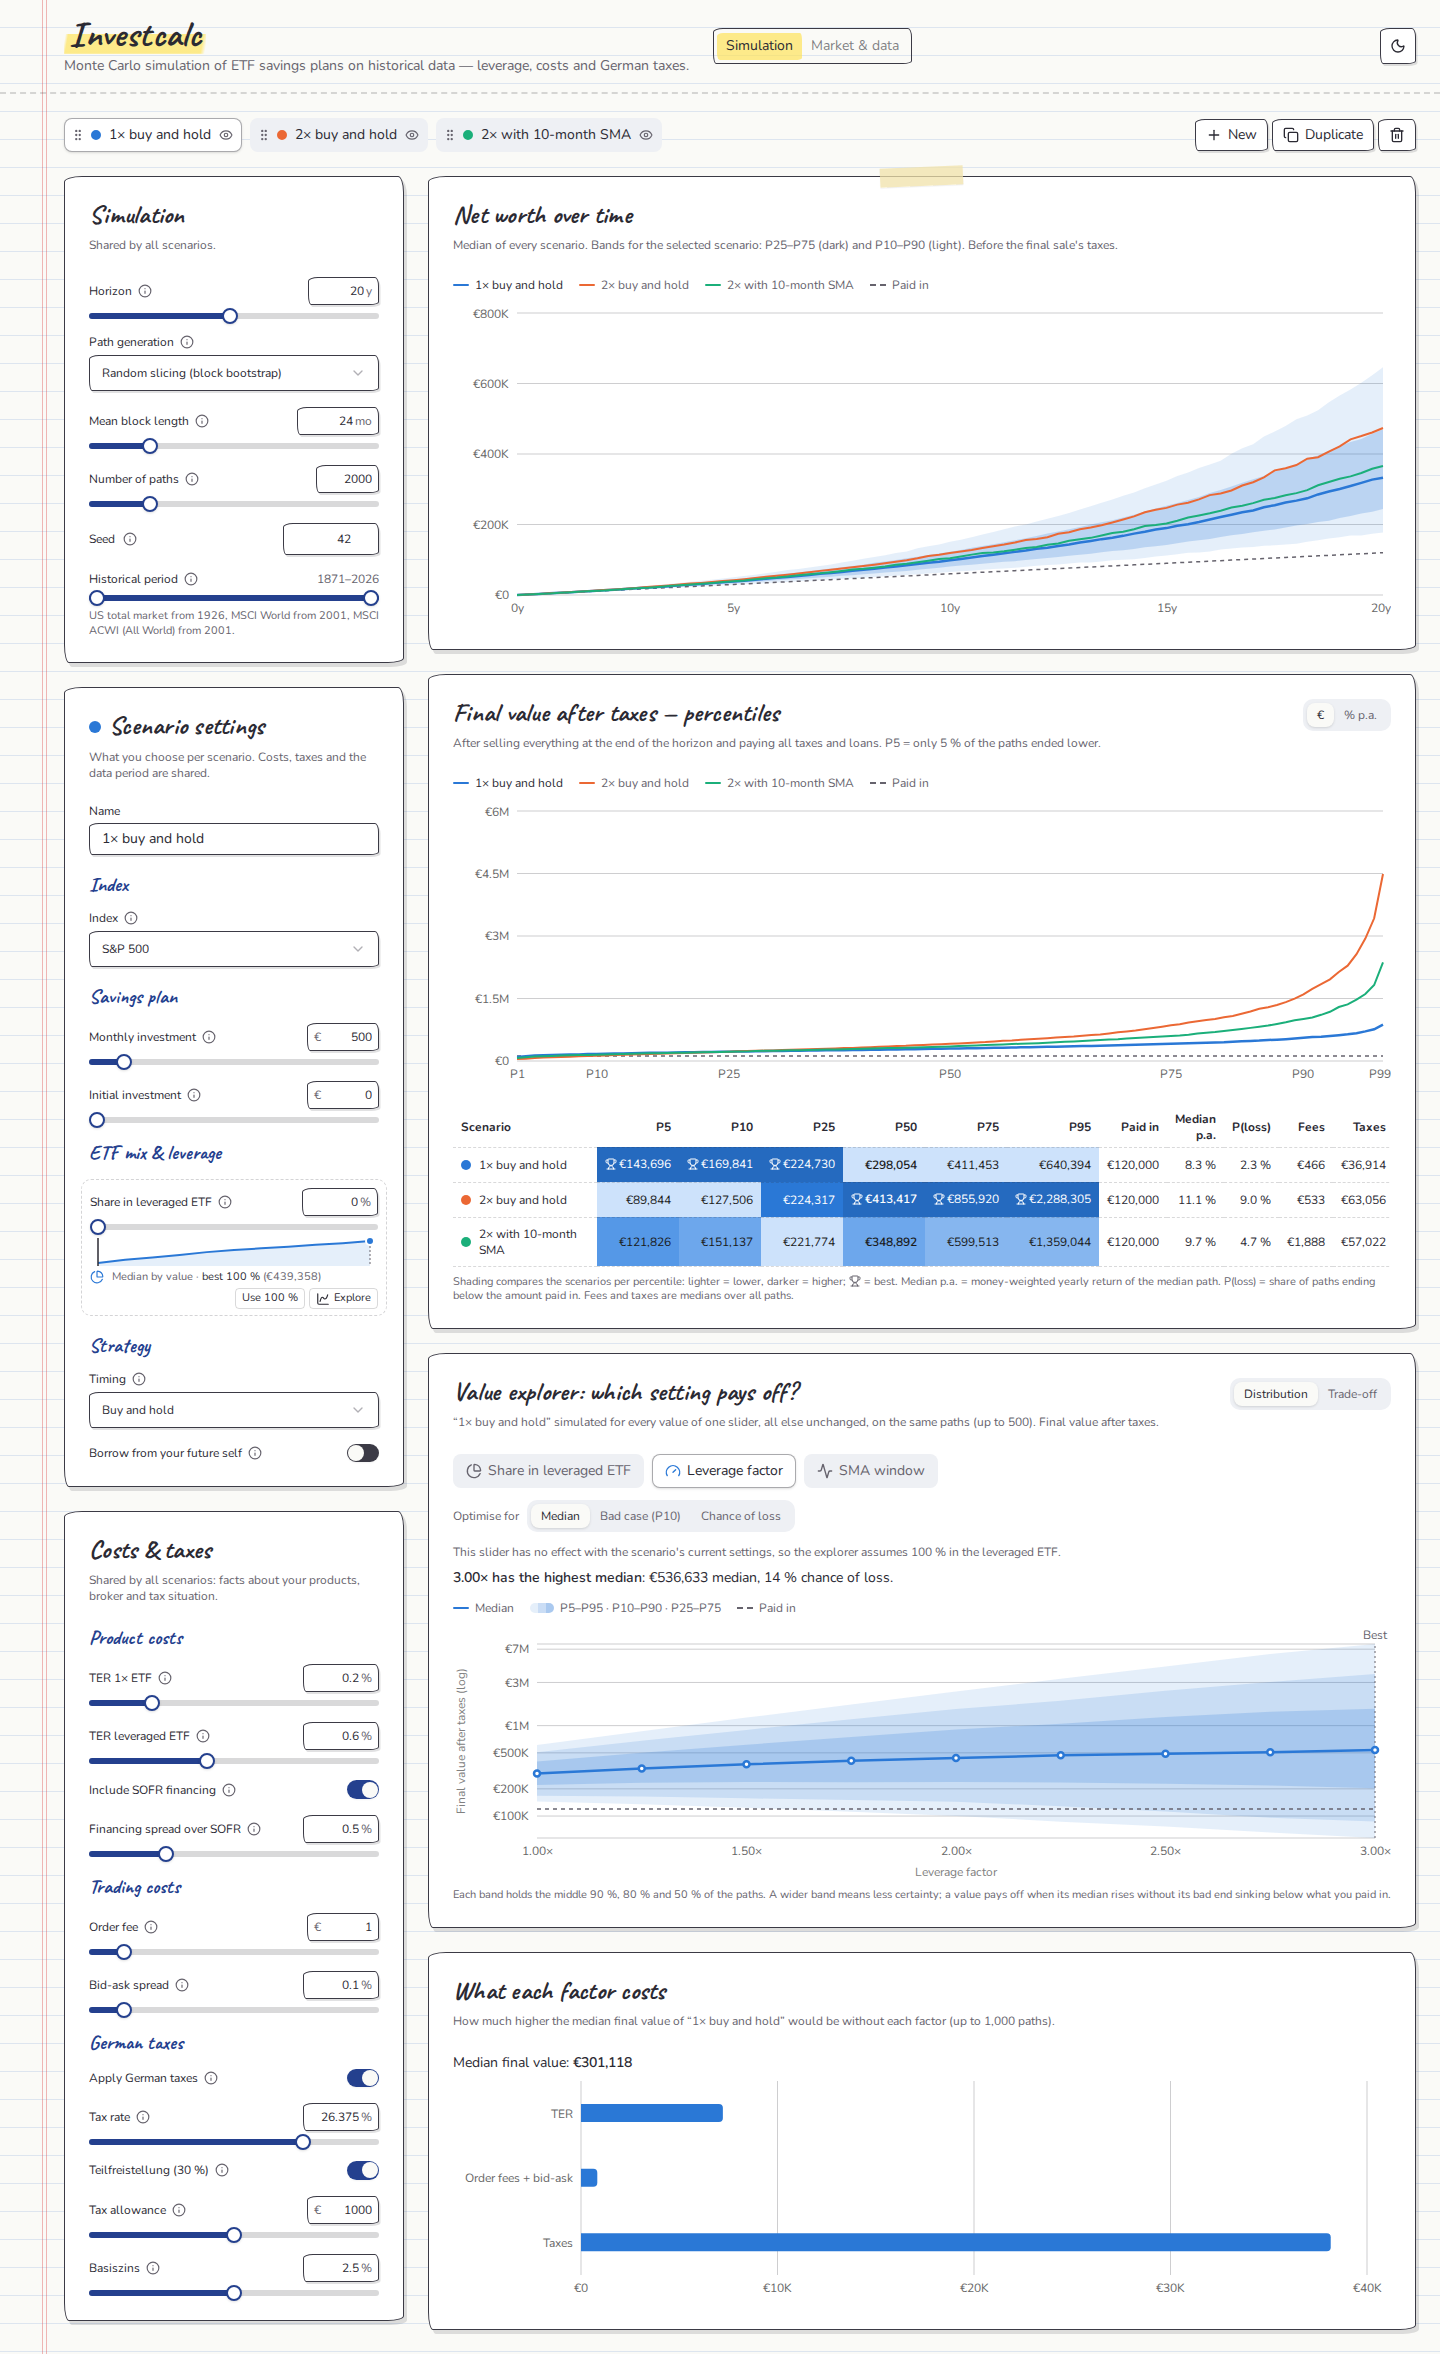 Investcalc
Monte Carlo simulation of ETF savings plans on historical data — leverage, costs and German taxes.
Simulation Market & data
1× buy and hold 2× buy and hold 2× with 10-month SMA
New Duplicate
Simulation
Shared by all scenarios.
Horizon 20 y
Path generation
Random slicing (block bootstrap)
Mean block length 24 mo
Number of paths 2000
Seed 42
Historical period 1871–2026
US total market from 1926, MSCI World from 2001, MSCI
ACWI (All World) from 2001.
Net worth over time
Median of every scenario. Bands for the selected scenario: P25–P75 (dark) and P10–P90 (light). Before the final sale's taxes.
1× buy and hold 2× buy and hold 2× with 10-month SMA Paid in
€800K
€600K
€400K
€200K
€0
0y 5y 10y 15y 20y
Scenario settings
What you choose per scenario. Costs, taxes and the
data period are shared.
Name
1× buy and hold
Index
Index
S&P 500
Savings plan
Monthly investment € 500
Initial investment € 0
ETF mix & leverage
Share in leveraged ETF 0 %
Median by value · best 100 % (€439,358)
Use 100 % Explore
Strategy
Timing
Buy and hold
Borrow from your future self
Final value after taxes — percentiles
€ % p.a.
After selling everything at the end of the horizon and paying all taxes and loans. P5 = only 5 % of the paths ended lower.
1× buy and hold 2× buy and hold 2× with 10-month SMA Paid in
€6M
€4.5M
€3M
€1.5M
€0
P1 P10 P25 P50 P75 P90 P99
Scenario P5 P10 P25 P50 P75 P95 Paid in Median p.a. P(loss) Fees Taxes
1× buy and hold €143,696 €169,841 €224,730 €298,054 €411,453 €640,394 €120,000 8.3 % 2.3 % €466 €36,914
2× buy and hold €89,844 €127,506 €224,317 €413,417 €855,920 €2,288,305 €120,000 11.1 % 9.0 % €533 €63,056
2× with 10-month SMA €121,826 €151,137 €221,774 €348,892 €599,513 €1,359,044 €120,000 9.7 % 4.7 % €1,888 €57,022
Shading compares the scenarios per percentile: lighter = lower, darker = higher; = best. Median p.a. = money-weighted yearly return of the median path. P(loss) = share of paths ending
below the amount paid in. Fees and taxes are medians over all paths.
Value explorer: which setting pays off?
Distribution Trade-off
“1× buy and hold” simulated for every value of one slider, all else unchanged, on the same paths (up to 500). Final value after taxes.
Share in leveraged ETF Leverage factor SMA window
Optimise for Median Bad case (P10) Chance of loss
This slider has no effect with the scenario's current settings, so the explorer assumes 100 % in the leveraged ETF.
3.00× has the highest median: €536,633 median, 14 % chance of loss.
Median P5–P95 · P10–P90 · P25–P75 Paid in
Best
Final value after taxes (log)
€7M
€3M
€1M
€500K
€200K
€100K
1.00× 1.50× 2.00× 2.50× 3.00×
Leverage factor
Each band holds the middle 90 %, 80 % and 50 % of the paths. A wider band means less certainty; a value pays off when its median rises without its bad end sinking below what you paid in.
Costs & taxes
Shared by all scenarios: facts about your products,
broker and tax situation.
Product costs
TER 1× ETF 0.2 %
TER leveraged ETF 0.6 %
Include SOFR financing
Financing spread over SOFR 0.5 %
Trading costs
Order fee € 1
Bid-ask spread 0.1 %
German taxes
Apply German taxes
Tax rate 26.375 %
Teilfreistellung (30 %)
Tax allowance € 1000
Basiszins 2.5 %
What each factor costs
How much higher the median final value of “1× buy and hold” would be without each factor (up to 1,000 paths).
Median final value: €301,118
TER
Order fees + bid-ask
Taxes
€0 €10K €20K €30K €40K